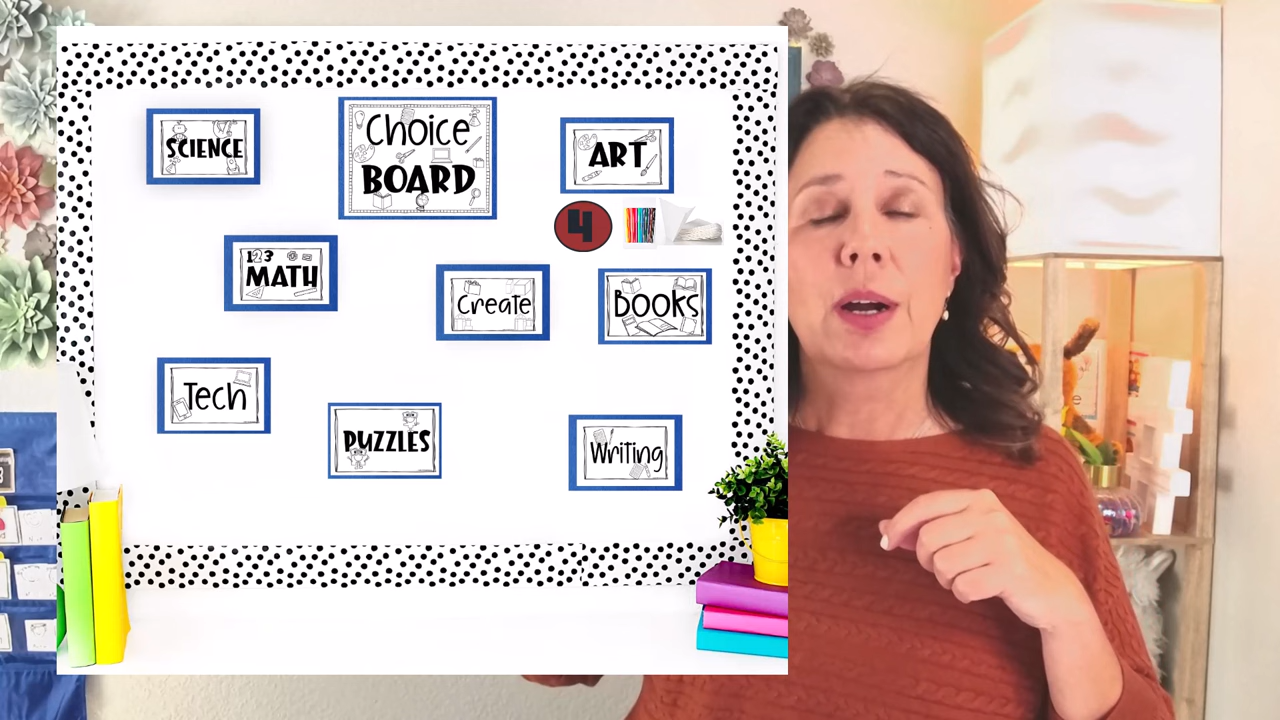 SCIENCE
Choice
BOARD
ART
4
123
MATH
Create
BOOKS
Tech
PUZZLES
Writing